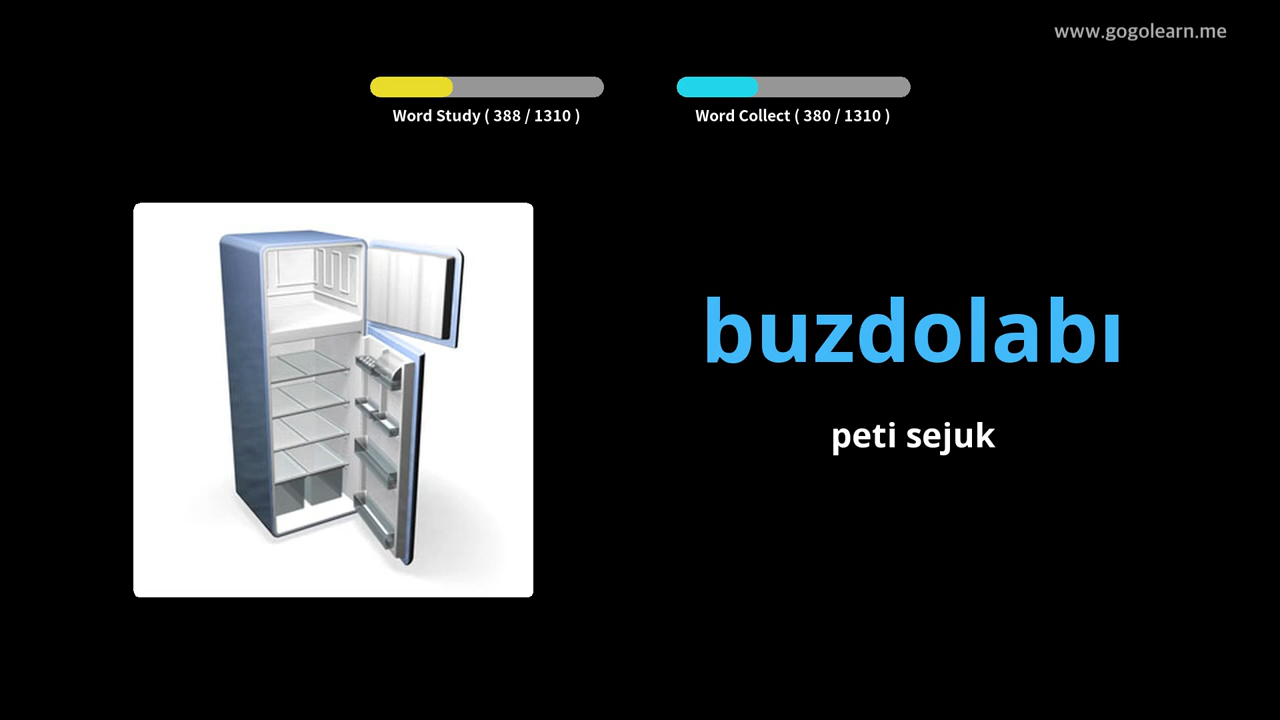 www.gogolearn.me
Word Study ( 388 / 1310 )
Word Collect ( 380 / 1310 )
buzdolabı
peti sejuk